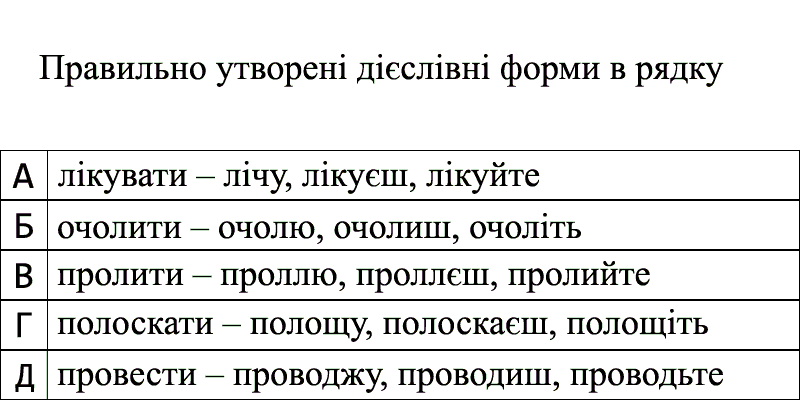 Правильно утворені дієслівні форми в рядку
А лікувати – лічу, лікуєш, лікуйте
Б очолити – очолю, очолиш, очоліть
В пролити – проллю, проллєш, пролийте
Г полоскати – полощу, полоскаєш, полощіть
Д провести – проводжу, проводиш, проводьте